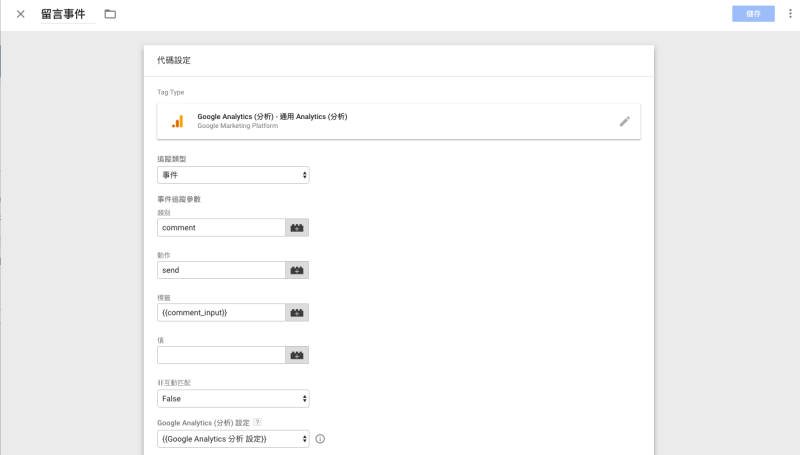 留言事件
儲存
代碼設定
Tag Type
Google Analytics (分析) - 通用 Analytics (分析)
Google Marketing Platform
追蹤類型
事件
事件追蹤參數
類別
comment
動作
send
標籤
{{comment_input}}
值
非互動匹配
False
Google Analytics (分析) 設定 ?
{{Google Analytics 分析 設定}}